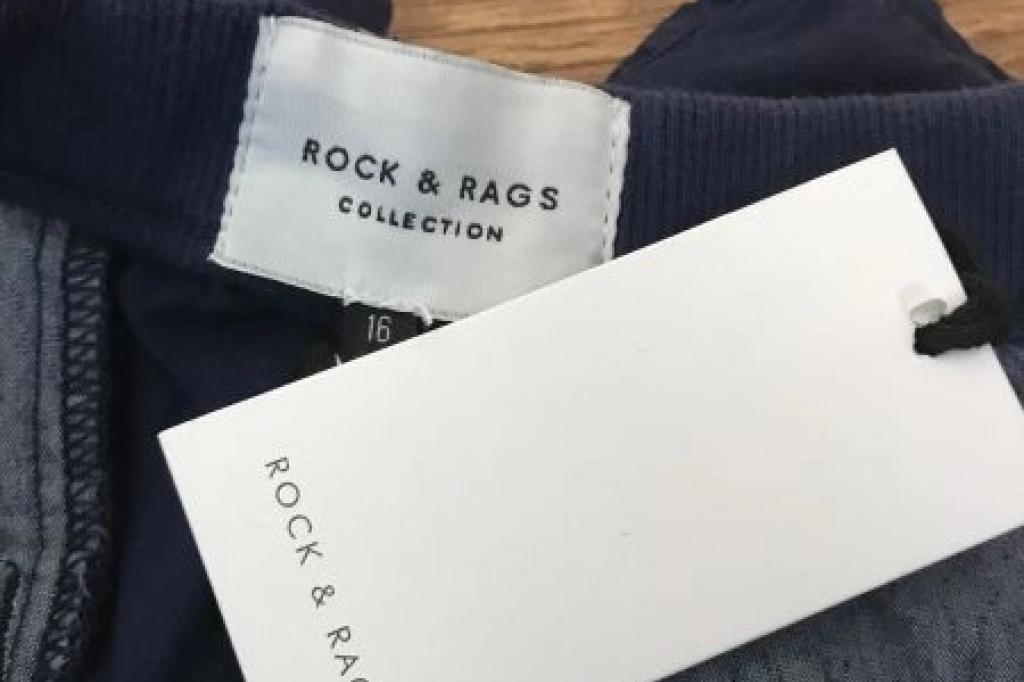 ROCK & RAGS
COLLECTION
16
ROCK & RAG